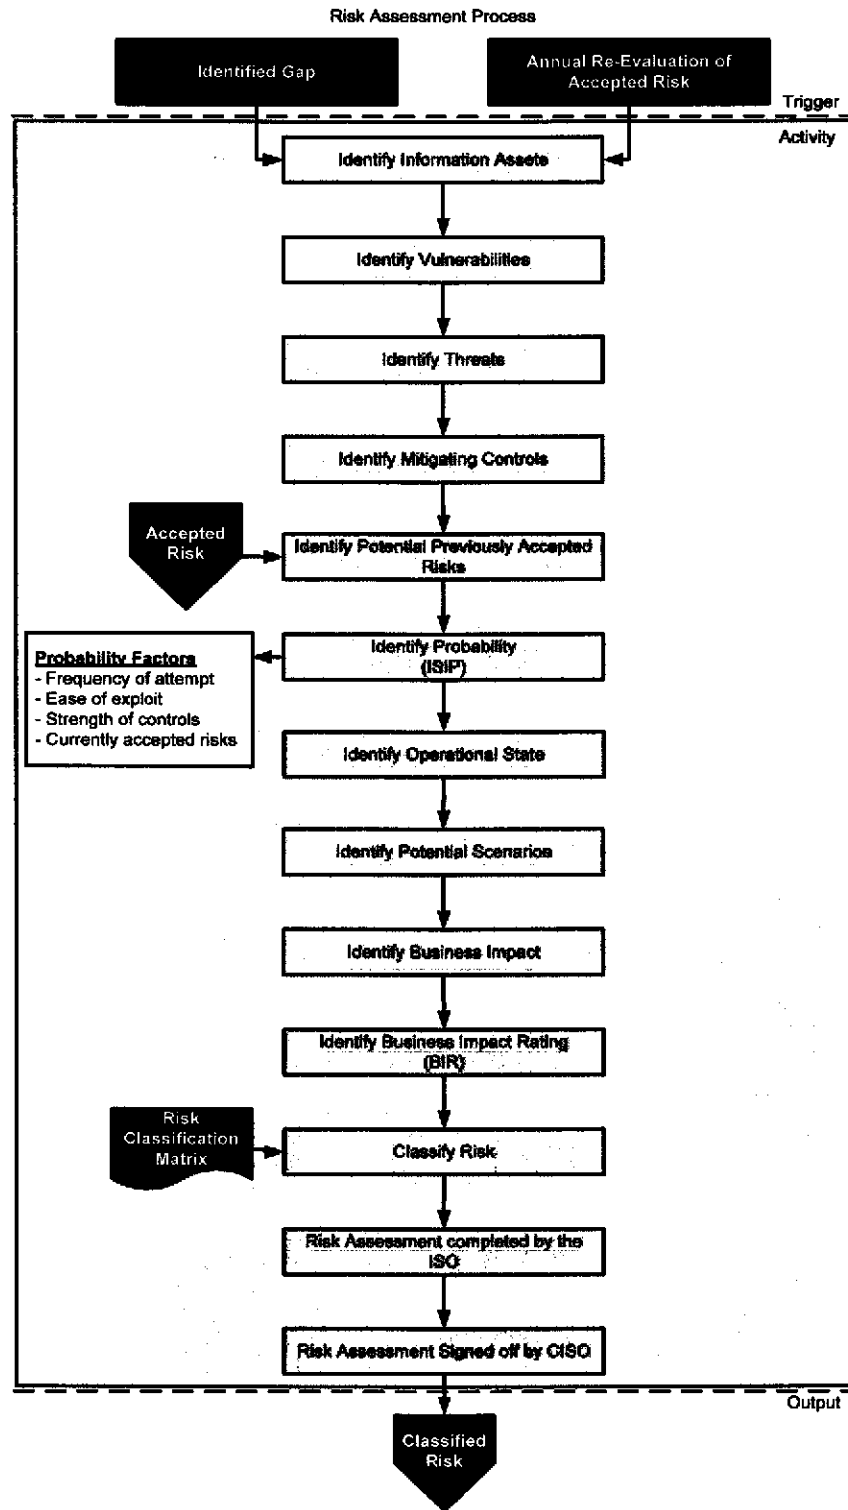 Risk Assessment Process
Identified Gap
Annual Re-Evaluation of
Accepted Risk
Trigger
Activity
Identify Information Assets
Identify Vulnerabilities
Identify Threats
Identify Mitigating Controls
Accepted
Risk
Identify Potential Previously Accepted
Risks
Identify Probability
(ISIP)
Probability Factors
- Frequency of attempt
- Ease of exploit
- Strength of controls
- Currently accepted risks
Identify Operational State
Identify Potential Scenarios
Identify Business Impact
Identify Business Impact Rating
(BIR)
Risk
Classification
Matrix
Classify Risk
Risk Assessment completed by the
ISO
Risk Assessment Signed off by CISO
Output
Classified
Risk